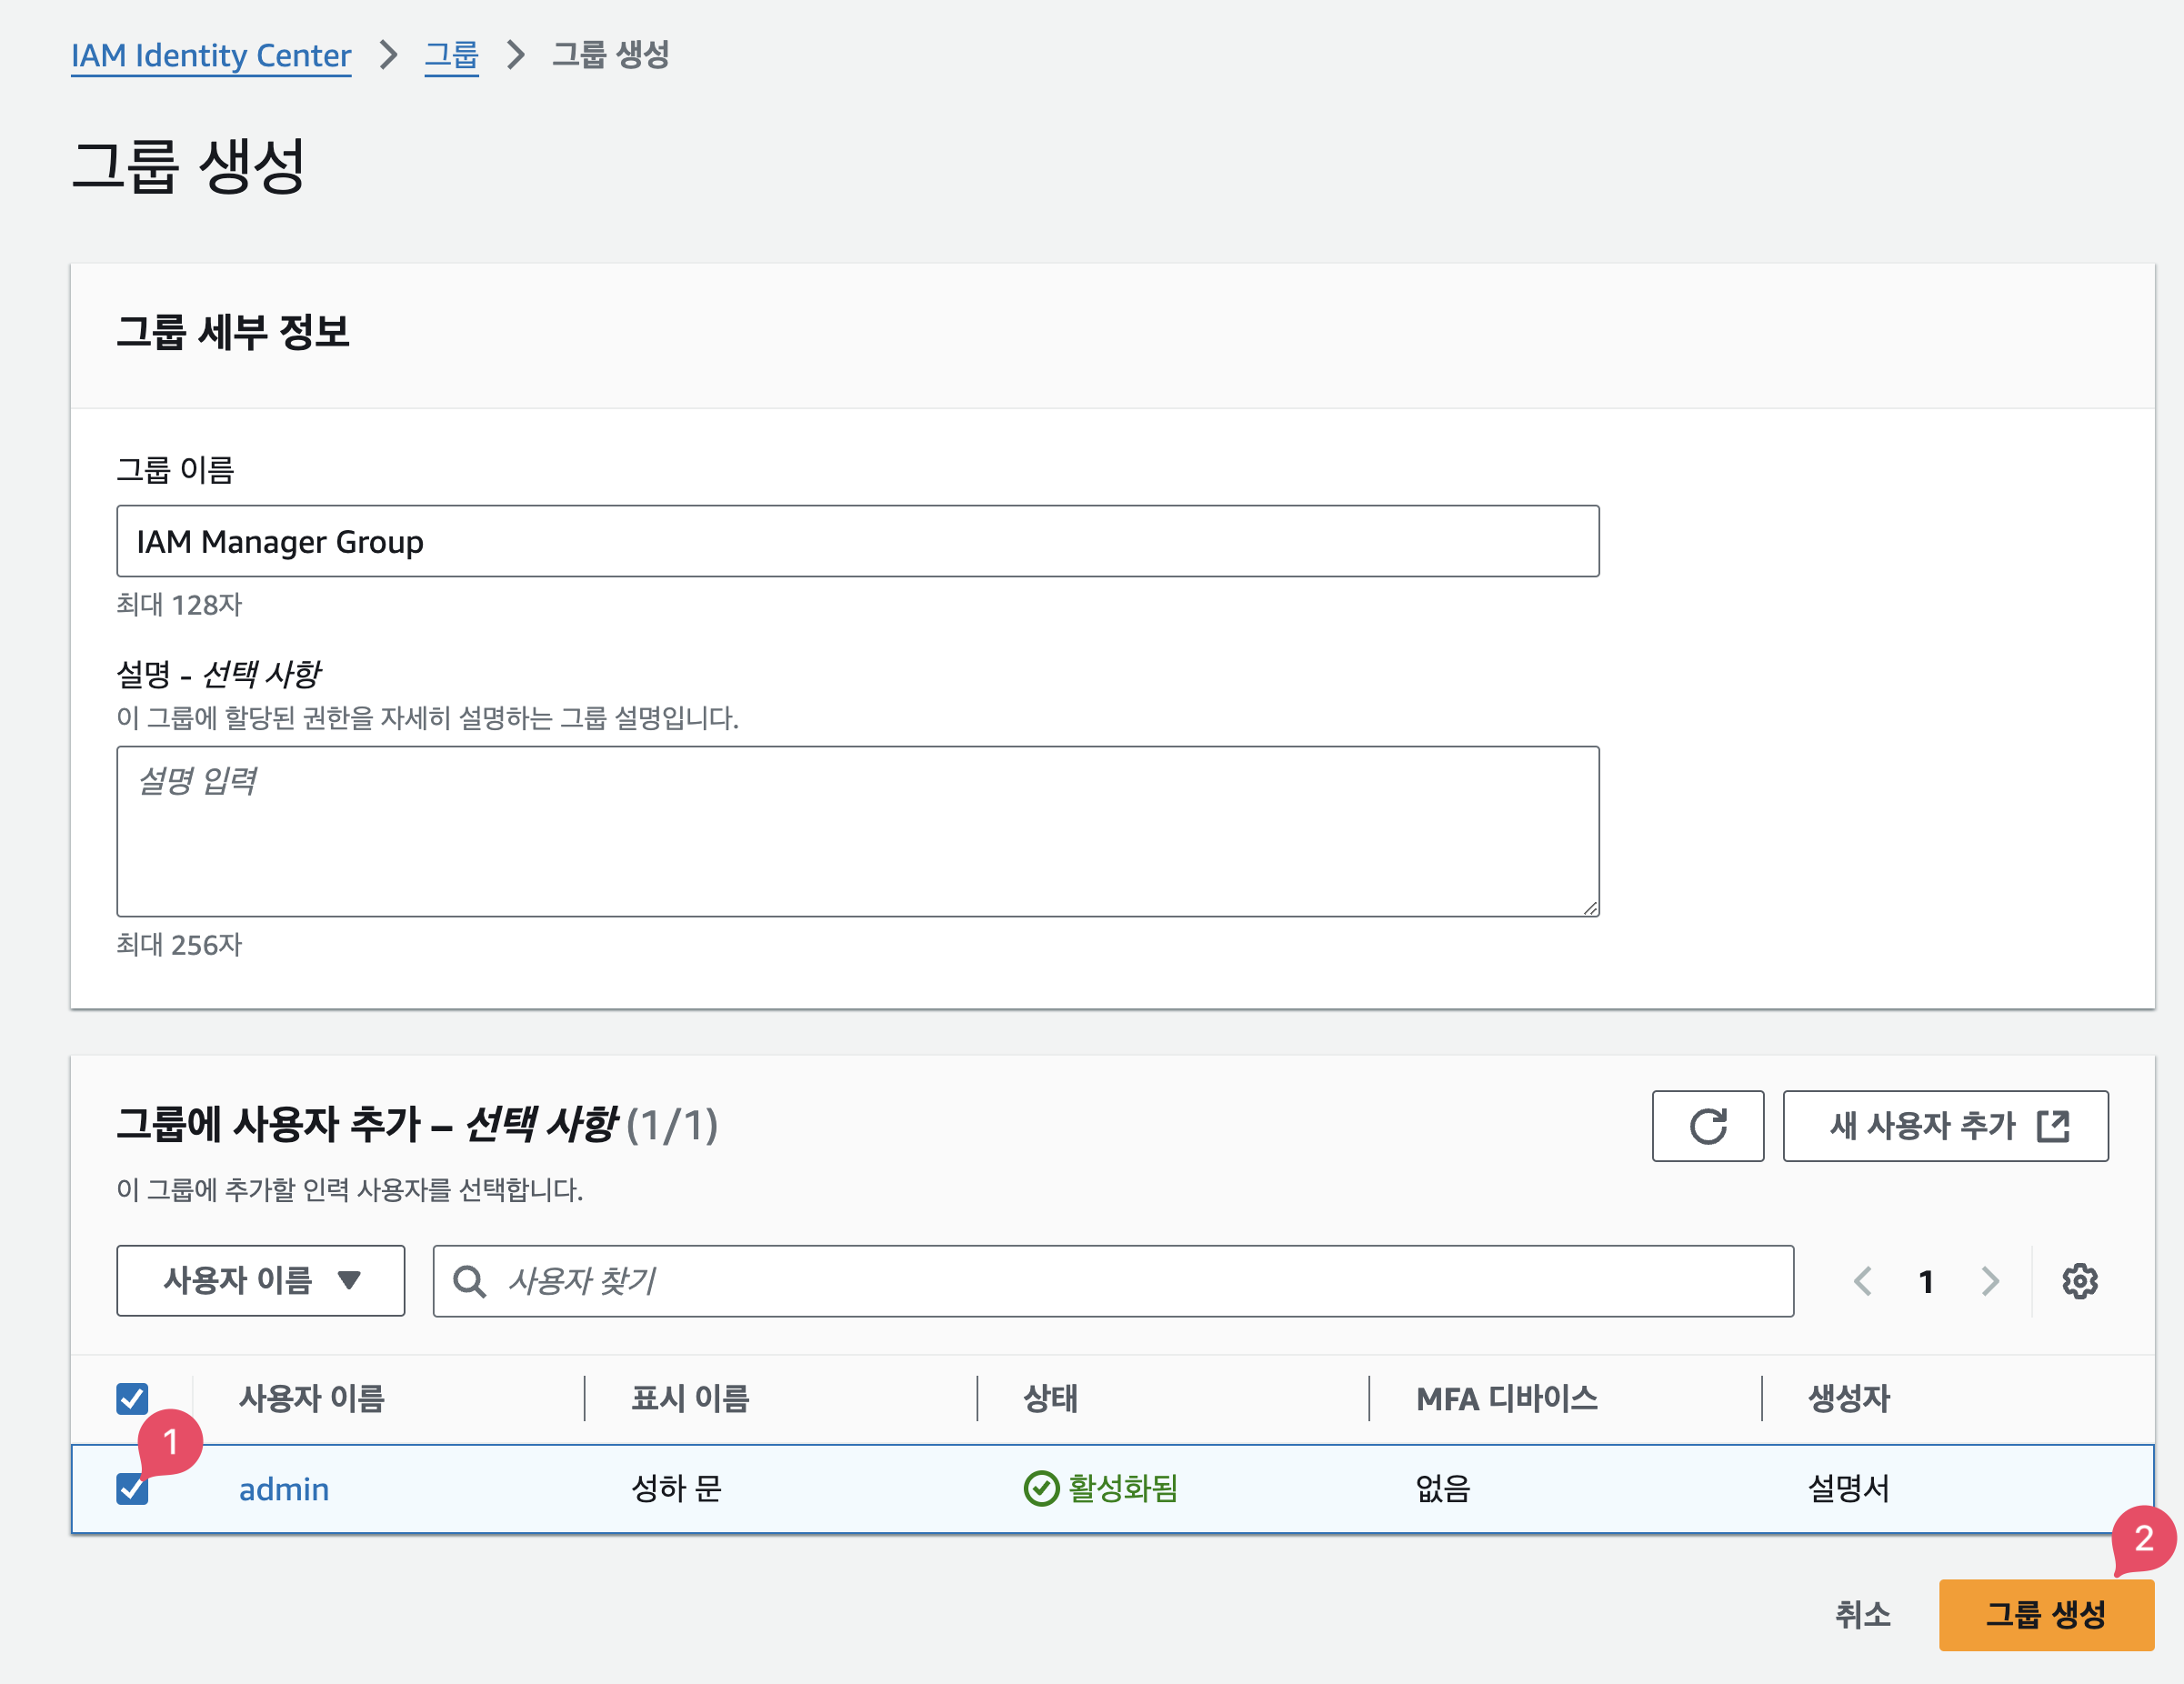 IAM Identity Center > 그룹 > 그룹 생성
그룹 생성
그룹 세부 정보
그룹 이름
IAM Manager Group
최대 128자
설명 - 선택 사항
이 그룹에 할당된 권한을 자세히 설명하는 그룹 설명입니다.
설명 입력
최대 256자
그룹에 사용자 추가 – 선택 사항 (1/1)
새 사용자 추가
이 그룹에 추가할 인력 사용자를 선택합니다.
사용자 이름 사용자 찾기 1
사용자 이름 표시 이름 상태 MFA 디바이스 생성자
1
admin 성하 문 활성화됨 없음 설명서
2
취소 그룹 생성